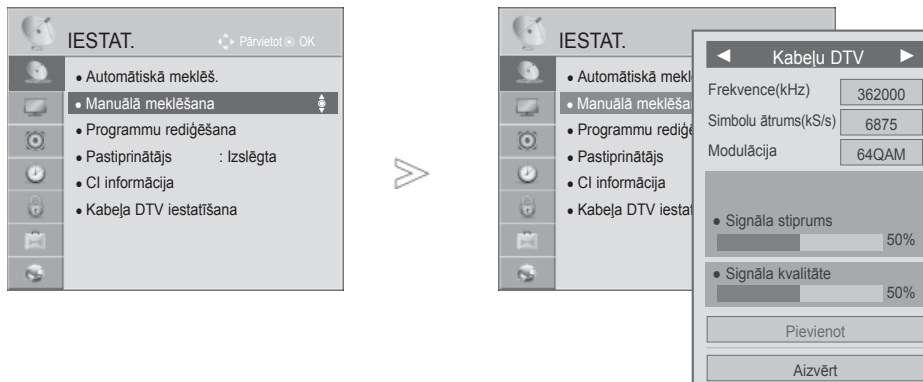 IESTAT.
Pārvietot OK
• Automātiskā meklēš.
• Manuālā meklēšana
• Programmu rediģēšana
• Pastiprinātājs : Izslēgta
• CI informācija
• Kabeļa DTV iestatīšana
IESTAT.
• Automātiskā mekl
• Manuālā meklēša
• Programmu rediģē
• Pastiprinātājs
• CI informācija
• Kabeļa DTV iestat
◄ Kabeļu DTV ►
Frekvence(kHz) 362000
Simbolu ātrums(kS/s) 6875
Modulācija 64QAM
• Signāla stiprums
50%
• Signāla kvalitāte
50%
Pievienot
Aizvērt